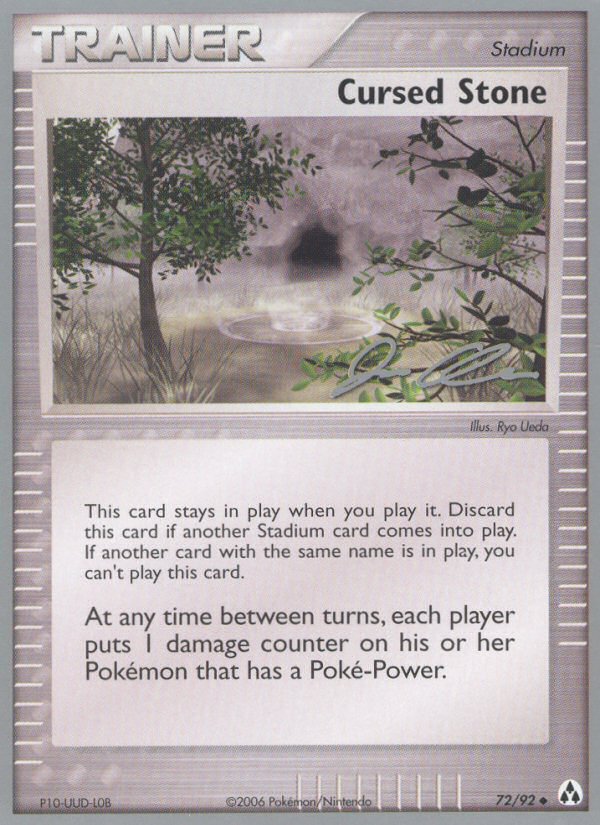 TRAINER
Stadium
Cursed Stone
Illus. Ryo Ueda
This card stays in play when you play it. Discard
this card if another Stadium card comes into play.
If another card with the same name is in play, you
can't play this card.
At any time between turns, each player
puts 1 damage counter on his or her
Pokémon that has a Poké-Power.
P10-UUD-L0B
©2006 Pokémon/Nintendo
72/92